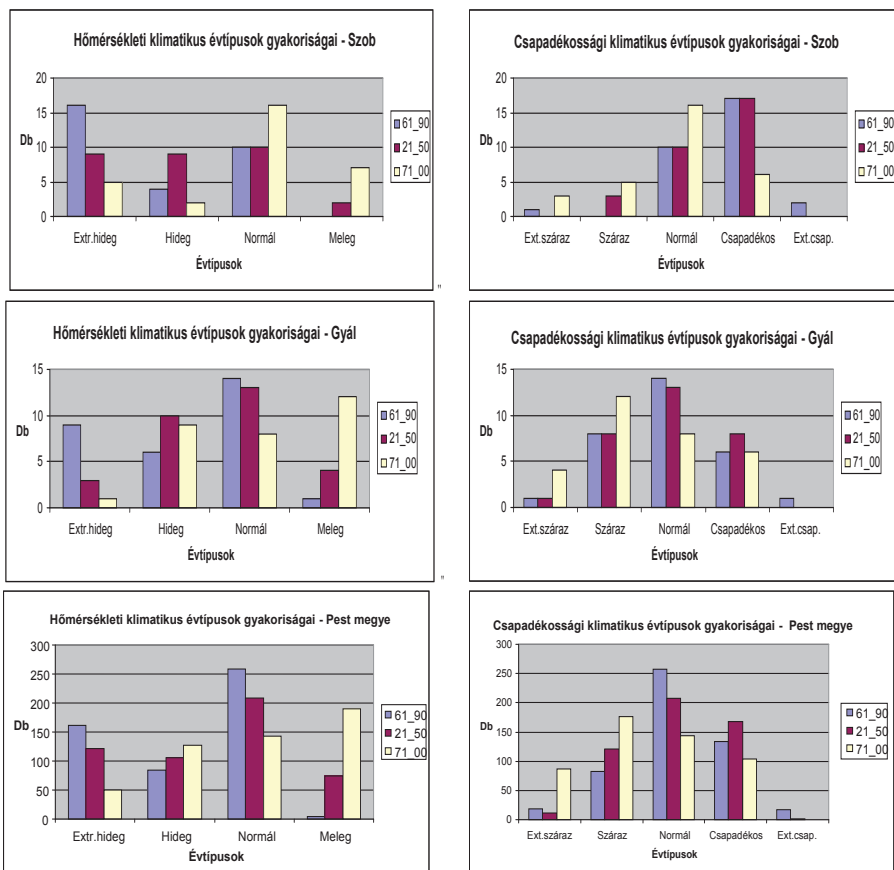 Hőmérsékleti klimatikus évtípusok gyakoriságai - Szob
20
15
10
5
0
Db
Extr.hideg Hideg Normál Meleg
Évtípusok
61_90
21_50
71_00
"
Csapadékossági klimatikus évtípusok gyakoriságai - Szob
20
15
10
5
0
Db
Ext.száraz Száraz Normál Csapadékos Ext.csap.
Évtípusok
61_90
21_50
71_00
Hőmérsékleti klimatikus évtípusok gyakoriságai - Gyál
15
10
5
0
Db
Extr.hideg Hideg Normál Meleg
Évtípusok
61_90
21_50
71_00
"
Csapadékossági klimatikus évtípusok gyakoriságai - Gyál
15
10
5
0
Db
Ext.száraz Száraz Normál Csapadékos Ext.csap.
Évtípusok
61_90
21_50
71_00
Hőmérsékleti klimatikus évtípusok gyakoriságai - Pest megye
300
250
200
150
100
50
0
Db
Extr.hideg Hideg Normál Meleg
Évtípusok
61_90
21_50
71_00
Csapadékossági klimatikus évtípusok gyakoriságai - Pest megye
300
250
200
150
100
50
0
Db
Ext.száraz Száraz Normál Csapadékos Ext.csap.
Évtípusok
61_90
21_50
71_00